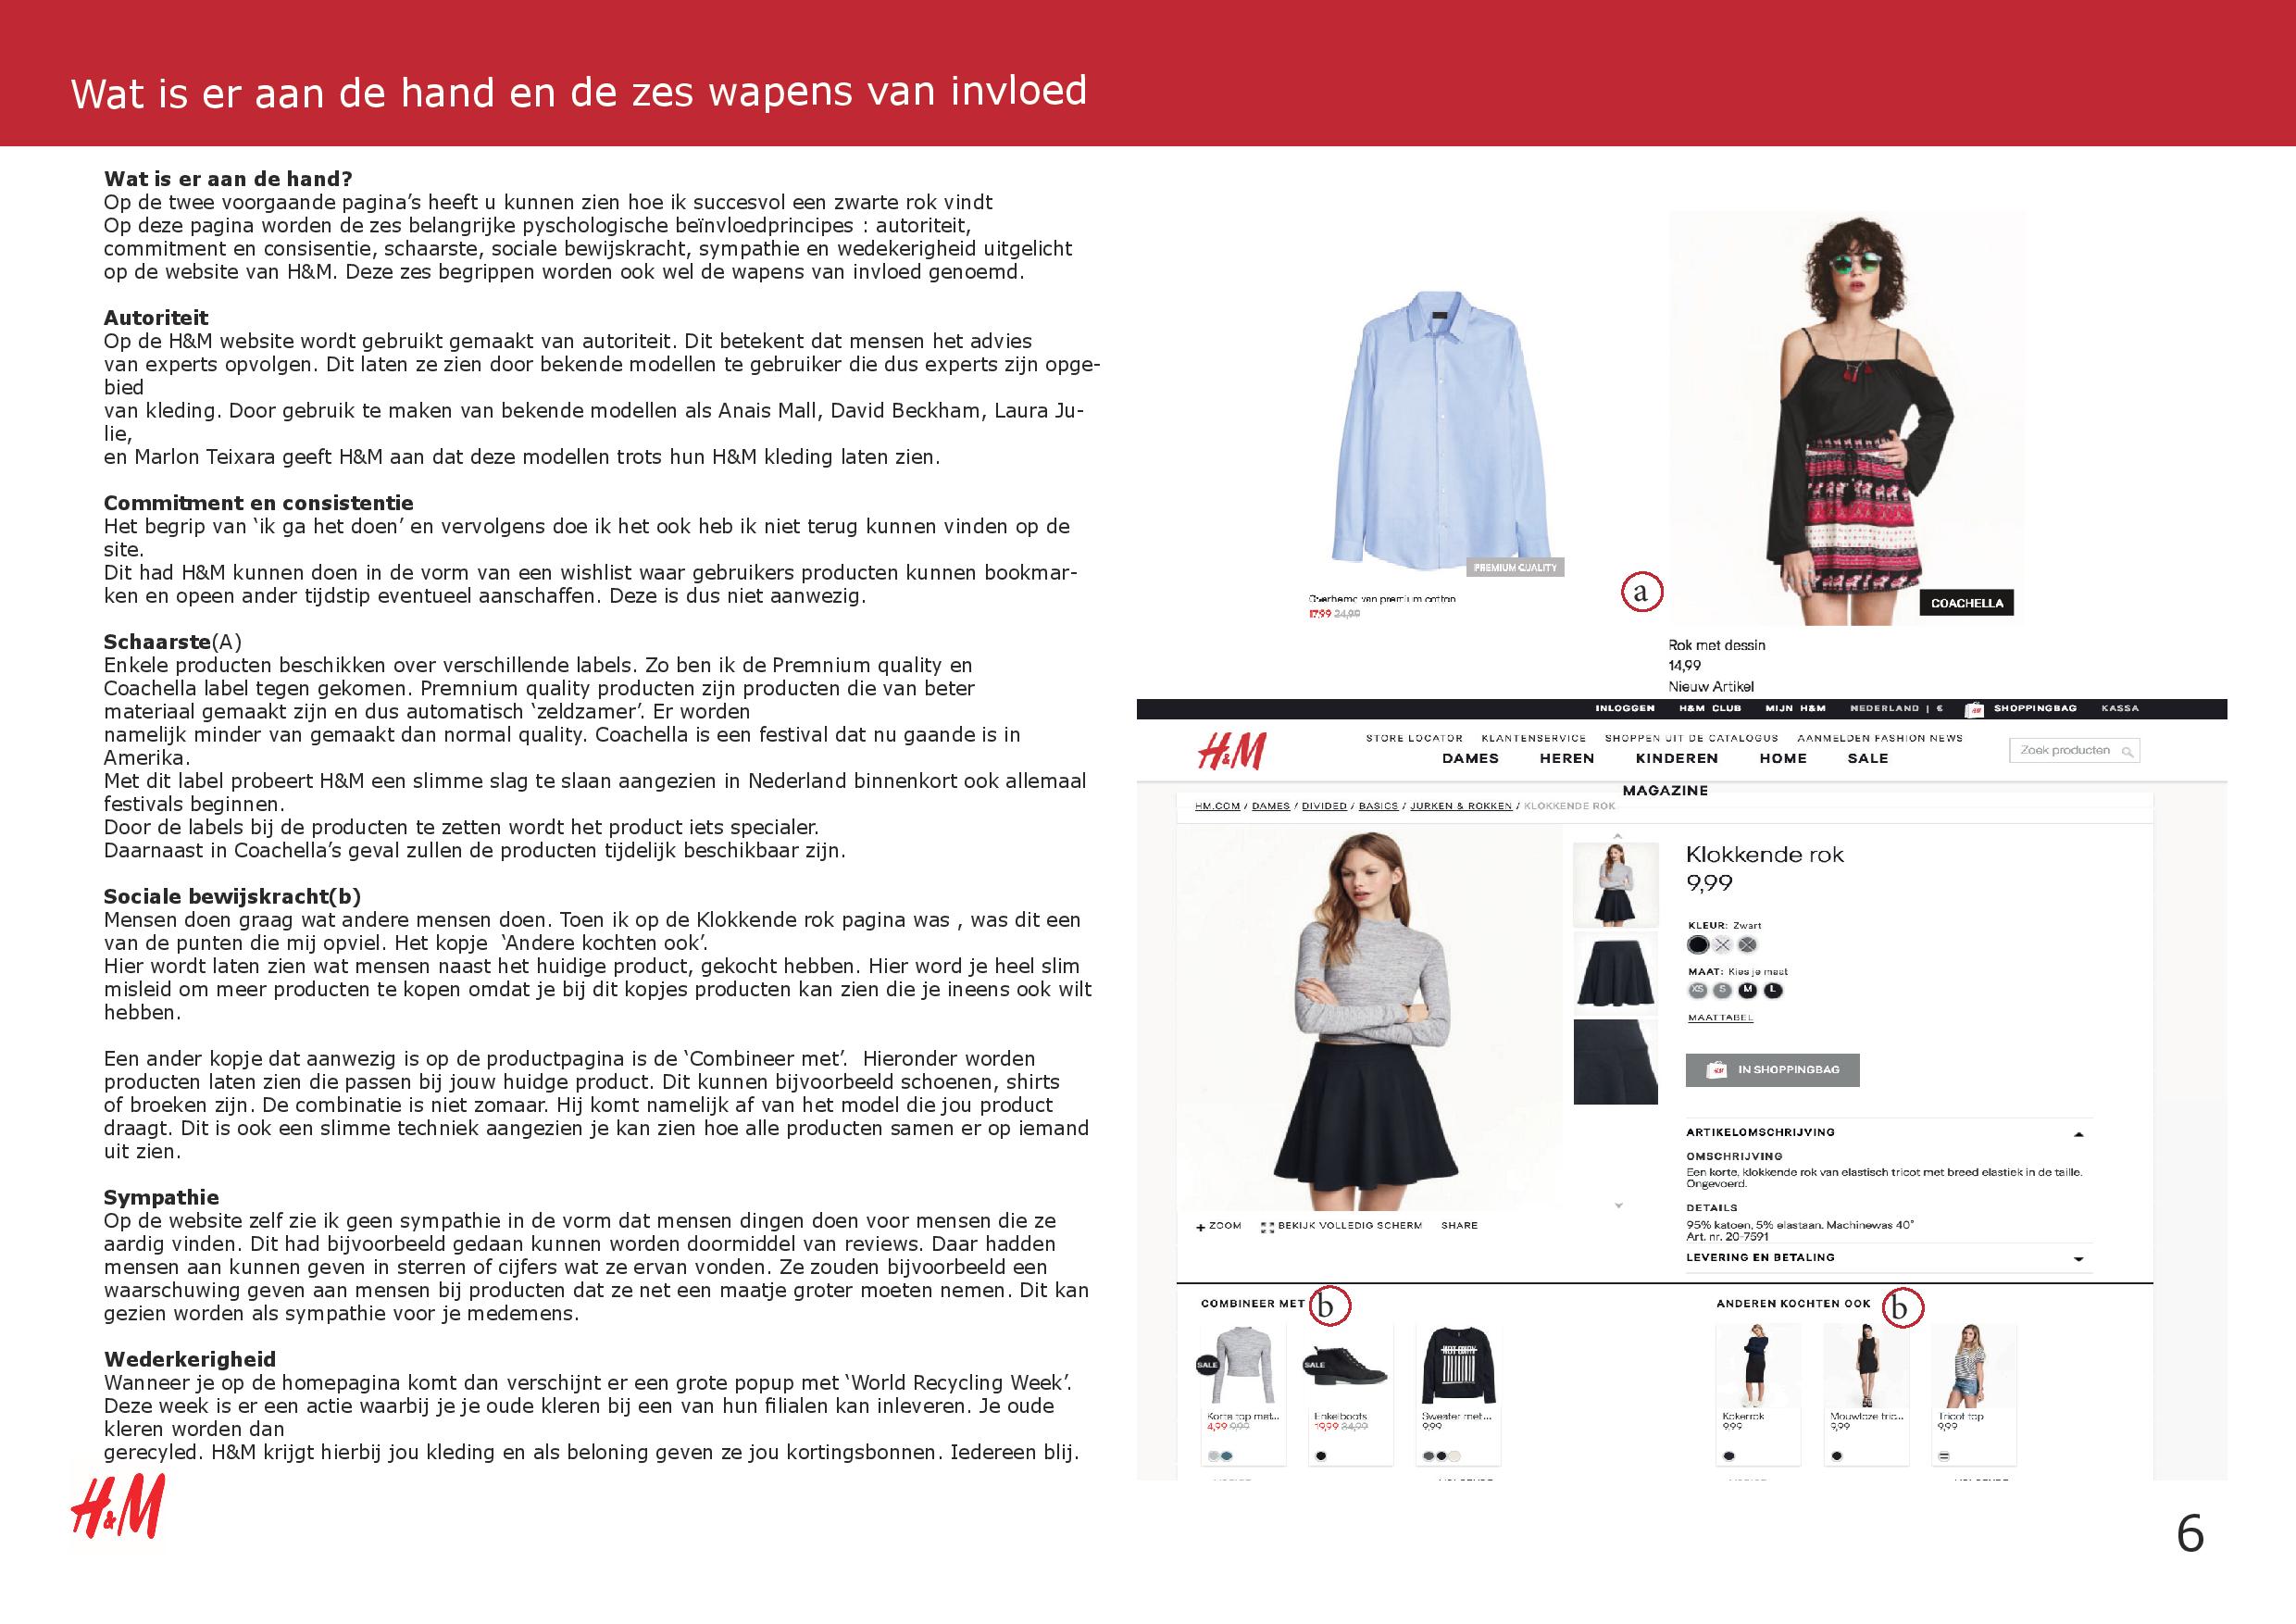 Wat is er aan de hand en de zes wapens van invloed
Wat is er aan de hand?
Op de twee voorgaande pagina’s heeft u kunnen zien hoe ik succesvol een zwarte rok vindt
Op deze pagina worden de zes belangrijke pyschologische beïnvloedprincipes : autoriteit,
commitment en consisentie, schaarste, sociale bewijskracht, sympathie en wedekerigheid uitgelicht
op de website van H&M. Deze zes begrippen worden ook wel de wapens van invloed genoemd.
Autoriteit
Op de H&M website wordt gebruikt gemaakt van autoriteit. Dit betekent dat mensen het advies
van experts opvolgen. Dit laten ze zien door bekende modellen te gebruiker die dus experts zijn opge-
bied
van kleding. Door gebruik te maken van bekende modellen als Anais Mall, David Beckham, Laura Ju-
lie,
en Marlon Teixara geeft H&M aan dat deze modellen trots hun H&M kleding laten zien.
Commitment en consistentie
Het begrip van ‘ik ga het doen’ en vervolgens doe ik het ook heb ik niet terug kunnen vinden op de
site.
Dit had H&M kunnen doen in de vorm van een wishlist waar gebruikers producten kunnen bookmar-
ken en opeen ander tijdstip eventueel aanschaffen. Deze is dus niet aanwezig.
Schaarste(A)
Enkele producten beschikken over verschillende labels. Zo ben ik de Premnium quality en
Coachella label tegen gekomen. Premnium quality producten zijn producten die van beter
materiaal gemaakt zijn en dus automatisch ‘zeldzamer’. Er worden
namelijk minder van gemaakt dan normal quality. Coachella is een festival dat nu gaande is in
Amerika.
Met dit label probeert H&M een slimme slag te slaan aangezien in Nederland binnenkort ook allemaal
festivals beginnen.
Door de labels bij de producten te zetten wordt het product iets specialer.
Daarnaast in Coachella’s geval zullen de producten tijdelijk beschikbaar zijn.
Sociale bewijskracht(b)
Mensen doen graag wat andere mensen doen. Toen ik op de Klokkende rok pagina was , was dit een
van de punten die mij opviel. Het kopje ‘Andere kochten ook’.
Hier wordt laten zien wat mensen naast het huidige product, gekocht hebben. Hier word je heel slim
misleid om meer producten te kopen omdat je bij dit kopjes producten kan zien die je ineens ook wilt
hebben.
Een ander kopje dat aanwezig is op de productpagina is de ‘Combineer met’. Hieronder worden
producten laten zien die passen bij jouw huidge product. Dit kunnen bijvoorbeeld schoenen, shirts
of broeken zijn. De combinatie is niet zomaar. Hij komt namelijk af van het model die jou product
draagt. Dit is ook een slimme techniek aangezien je kan zien hoe alle producten samen er op iemand
uit zien.
Sympathie
Op de website zelf zie ik geen sympathie in de vorm dat mensen dingen doen voor mensen die ze
aardig vinden. Dit had bijvoorbeeld gedaan kunnen worden doormiddel van reviews. Daar hadden
mensen aan kunnen geven in sterren of cijfers wat ze ervan vonden. Ze zouden bijvoorbeeld een
waarschuwing geven aan mensen bij producten dat ze net een maatje groter moeten nemen. Dit kan
gezien worden als sympathie voor je medemens.
Wederkerigheid
Wanneer je op de homepagina komt dan verschijnt er een grote popup met ‘World Recycling Week’.
Deze week is er een actie waarbij je je oude kleren bij een van hun filialen kan inleveren. Je oude
kleren worden dan
gerecyled. H&M krijgt hierbij jou kleding en als beloning geven ze jou kortingsbonnen. Iedereen blij.
H&M
PREMIUM QUALITY
Overhemd van premium cotton
17,99 24,99
a
COACHELLA
Rok met dessin
14,99
Nieuw Artikel
INLOGGEN H&M CLUB MIJN H&M NEDERLAND | € SHOPPINGBAG KASSA
H&M
STORE LOCATOR KLANTENSERVICE SHOPPEN UIT DE CATALOGUS AANMELDEN FASHION NEWS
DAMES HEREN KINDEREN HOME SALE
MAGAZINE
Zoek producten
HM.COM / DAMES / DIVIDED / BASICS / JURKEN & ROKKEN / KLOKKENDE ROK
Klokkende rok
9,99
KLEUR: Zwart
MAAT: Kies je maat
XS S M L
MAATTABEL
IN SHOPPINGBAG
ARTIKELOMSCHRIJVING
OMSCHRIJVING
Een korte, klokkende rok van elastisch tricot met breed elastiek in de taille.
Ongevoerd.
DETAILS
95% katoen, 5% elastaan. Machinewas 40°
Art. nr. 20-7591
LEVERING EN BETALING
+ ZOOM BEKIJK VOLLEDIG SCHERM SHARE
COMBINEER MET b
SALE
Korte top met...
4,99 9,99
SALE
Enkelboots
19,99 34,99
Sweater met...
9,99
ANDEREN KOCHTEN OOK b
Kokerrok
9,99
Mouwloze tric...
9,99
Tricot top
9,99
6